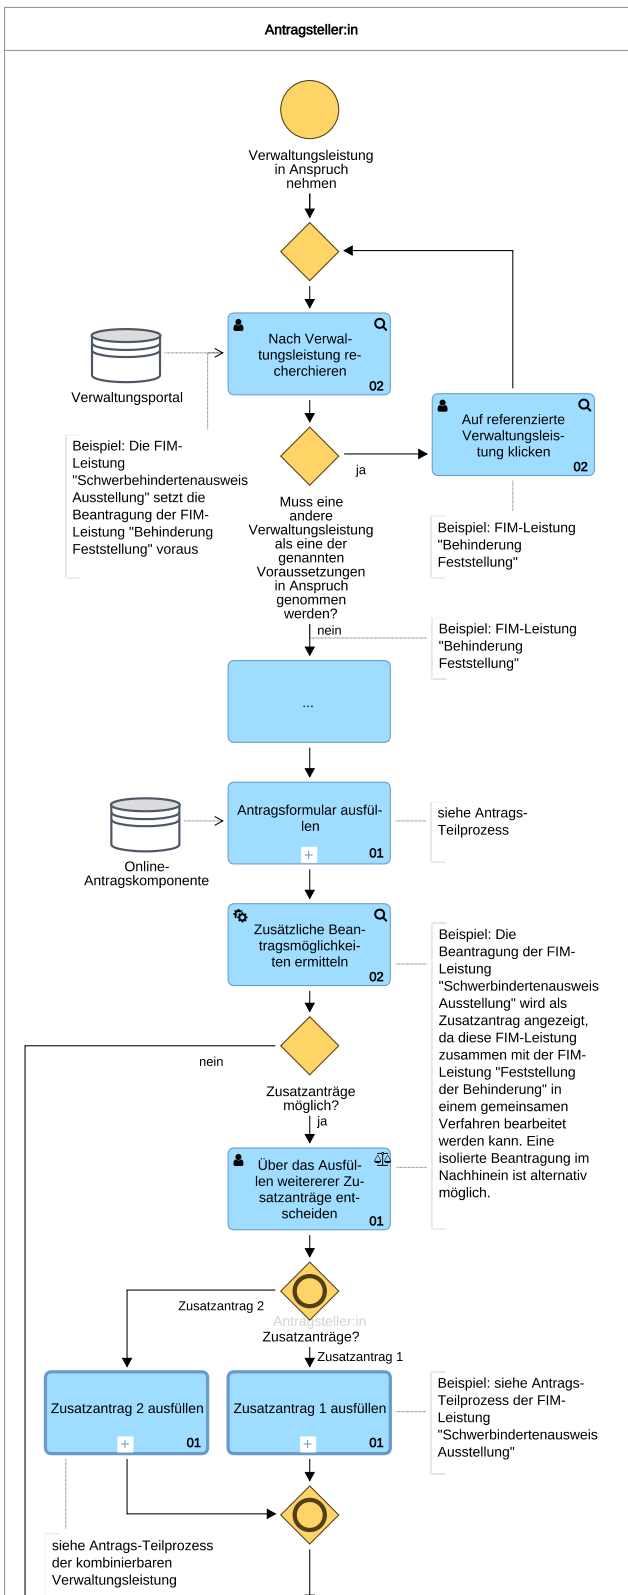 Antragsteller:in
Verwaltungsleistung
in Anspruch
nehmen
Nach Verwal-
tungsleistung re-
cherchieren
02
Verwaltungsportal
Auf referenzierte
Verwaltungsleis-
tung klicken
02
ja
Beispiel: Die FIM-
Leistung
"Schwerbehindertenausweis
Ausstellung" setzt die
Beantragung der FIM-
Leistung "Behinderung
Feststellung" voraus
Muss eine
andere
Verwaltungsleistung
als eine der
genannten
Voraussetzungen
in Anspruch
genommen
werden?
Beispiel: FIM-Leistung
"Behinderung
Feststellung"
nein
Beispiel: FIM-Leistung
"Behinderung
Feststellung"
...
Antragsformular ausfül-
len
01
siehe Antrags-
Teilprozess
Online-
Antragskomponente
Zusätzliche Bean-
tragsmöglichkei-
ten ermitteln
02
Beispiel: Die
Beantragung der FIM-
Leistung
"Schwerbindertenausweis
Ausstellung" wird als
Zusatzantrag angezeigt,
da diese FIM-Leistung
zusammen mit der FIM-
Leistung "Feststellung
der Behinderung" in
einem gemeinsamen
Verfahren bearbeitet
werden kann. Eine
isolierte Beantragung im
Nachhinein ist alternativ
möglich.
nein
Zusatzanträge
möglich?
ja
Über das Ausfül-
len weitererer Zu-
satzanträge ent-
scheiden
01
Zusatzantrag 2
Antragsteller:in
Zusatzanträge?
Zusatzantrag 1
Zusatzantrag 2 ausfüllen
01
Zusatzantrag 1 ausfüllen
01
Beispiel: siehe Antrags-
Teilprozess der FIM-
Leistung
"Schwerbindertenausweis
Ausstellung"
siehe Antrags-Teilprozess
der kombinierbaren
Verwaltungsleistung